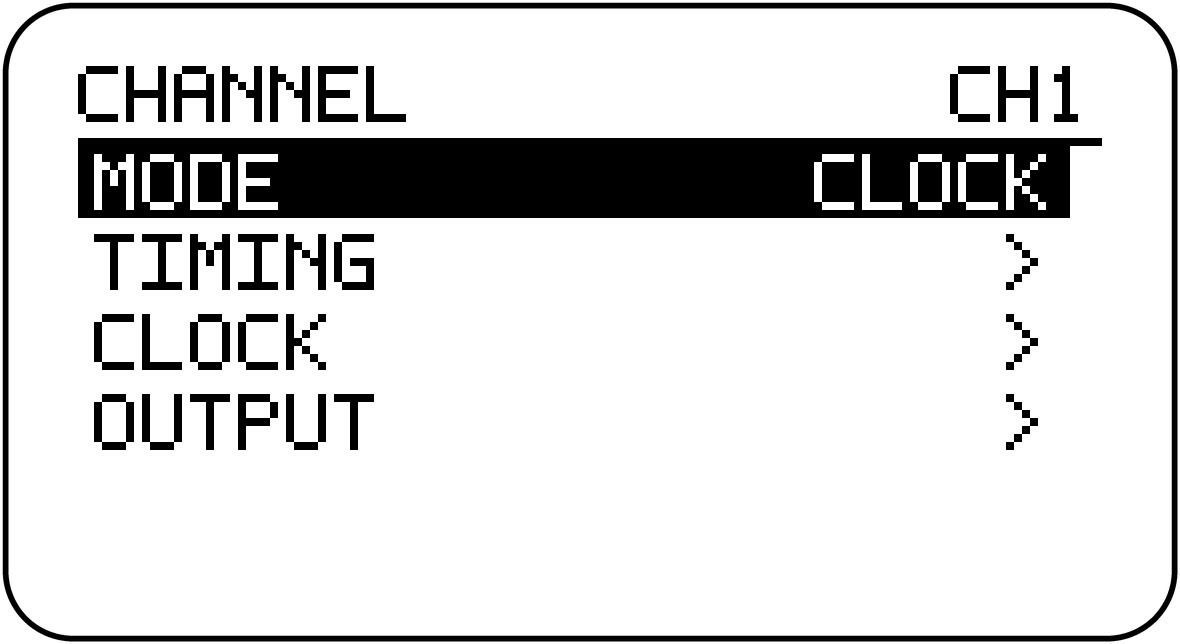 CHANNEL CH1
MODE CLOCK
TIMING >
CLOCK >
OUTPUT >